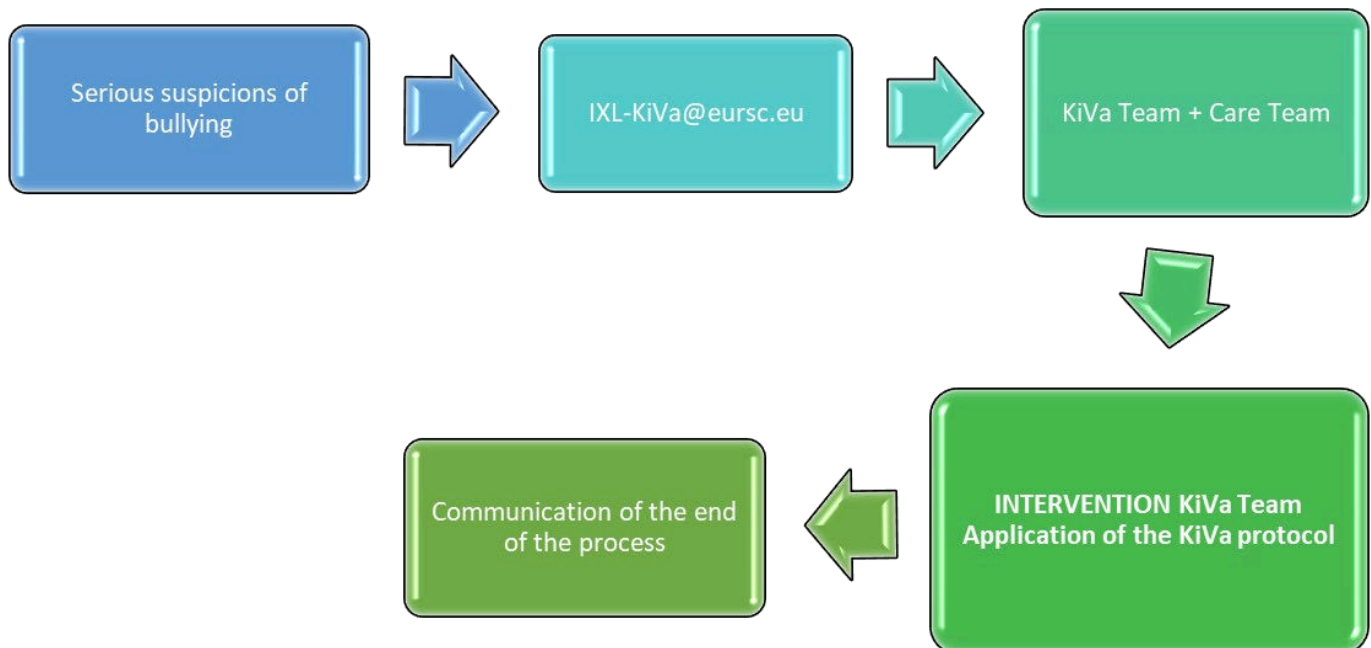 Serious suspicions of
bullying
IXL-KiVa@eursc.eu
KiVa Team + Care Team
INTERVENTION KiVa Team
Application of the KiVa protocol
Communication of the end
of the process